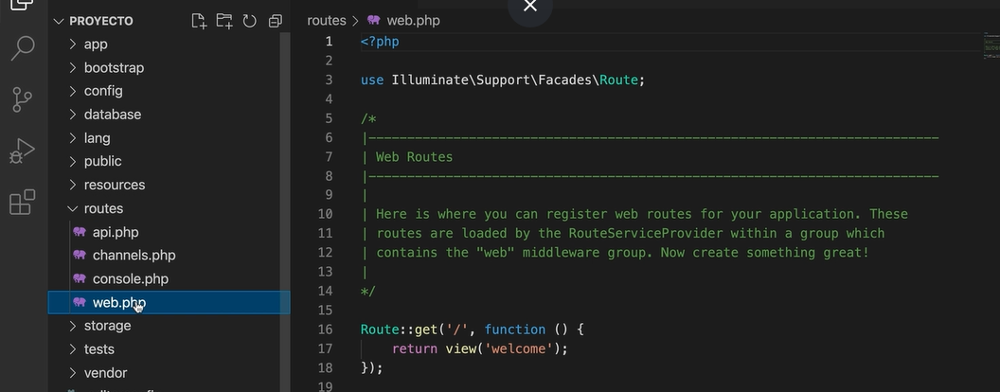 PROYECTO
app
bootstrap
config
database
lang
public
resources
routes
api.php
channels.php
console.php
web.php
storage
tests
vendor
routes > web.php
1 <?php
2
3 use Illuminate\Support\Facades\Route;
4
5 /*
6 |--------------------------------------------------------------------------
7 | Web Routes
8 |--------------------------------------------------------------------------
9 |
10 | Here is where you can register web routes for your application. These
11 | routes are loaded by the RouteServiceProvider within a group which
12 | contains the "web" middleware group. Now create something great!
13 |
14 */
15
16 Route::get('/', function () {
17     return view('welcome');
18 });
19